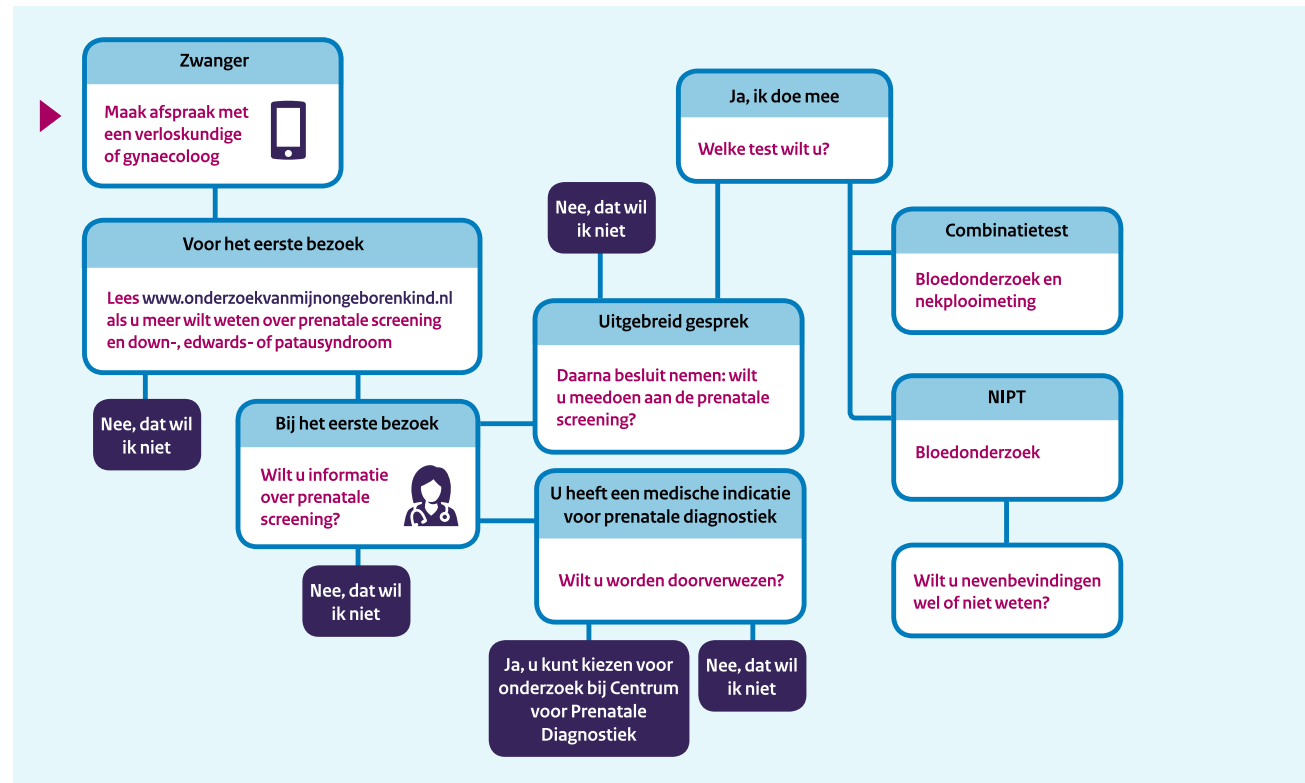 Zwanger
Maak afspraak met
een verloskundige
of gynaecoloog
Voor het eerste bezoek
Lees www.onderzoekvanmijnongeborenkind.nl
als u meer wilt weten over prenatale screening
en down-, edwards- of patausyndroom
Nee, dat wil
ik niet
Bij het eerste bezoek
Wilt u informatie
over prenatale
screening?
Nee, dat wil
ik niet
Nee, dat wil
ik niet
Uitgebreid gesprek
Daarna besluit nemen: wilt
u meedoen aan de prenatale
screening?
U heeft een medische indicatie
voor prenatale diagnostiek
Wilt u worden doorverwezen?
Ja, u kunt kiezen voor
onderzoek bij Centrum
voor Prenatale
Diagnostiek
Nee, dat wil
ik niet
Ja, ik doe mee
Welke test wilt u?
Combinatietest
Bloedonderzoek en
nekplooimeting
NIPT
Bloedonderzoek
Wilt u nevenbevindingen
wel of niet weten?